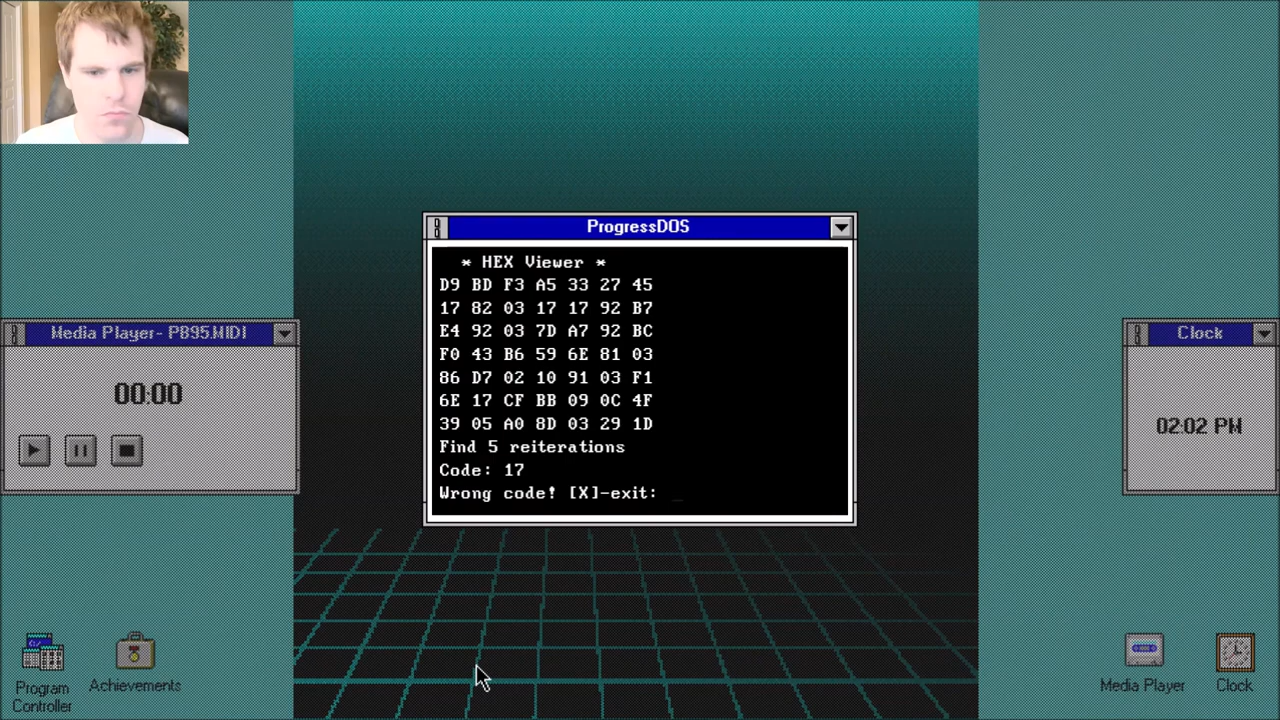 ProgressDOS
* HEX Viewer *
D9 BD F3 A5 33 27 45
17 82 03 17 17 92 B7
E4 92 03 7D A7 92 BC
F0 43 B6 59 6E 81 03
86 D7 02 10 91 03 F1
6E 17 CF BB 09 0C 4F
39 05 A0 8D 03 29 1D
Find 5 reiterations
Code: 17
Wrong code! [X]-exit: _
Media Player- PB95.MIDI
00:00
Clock
02:02 PM
Program
Controller
Achievements
Media Player
Clock